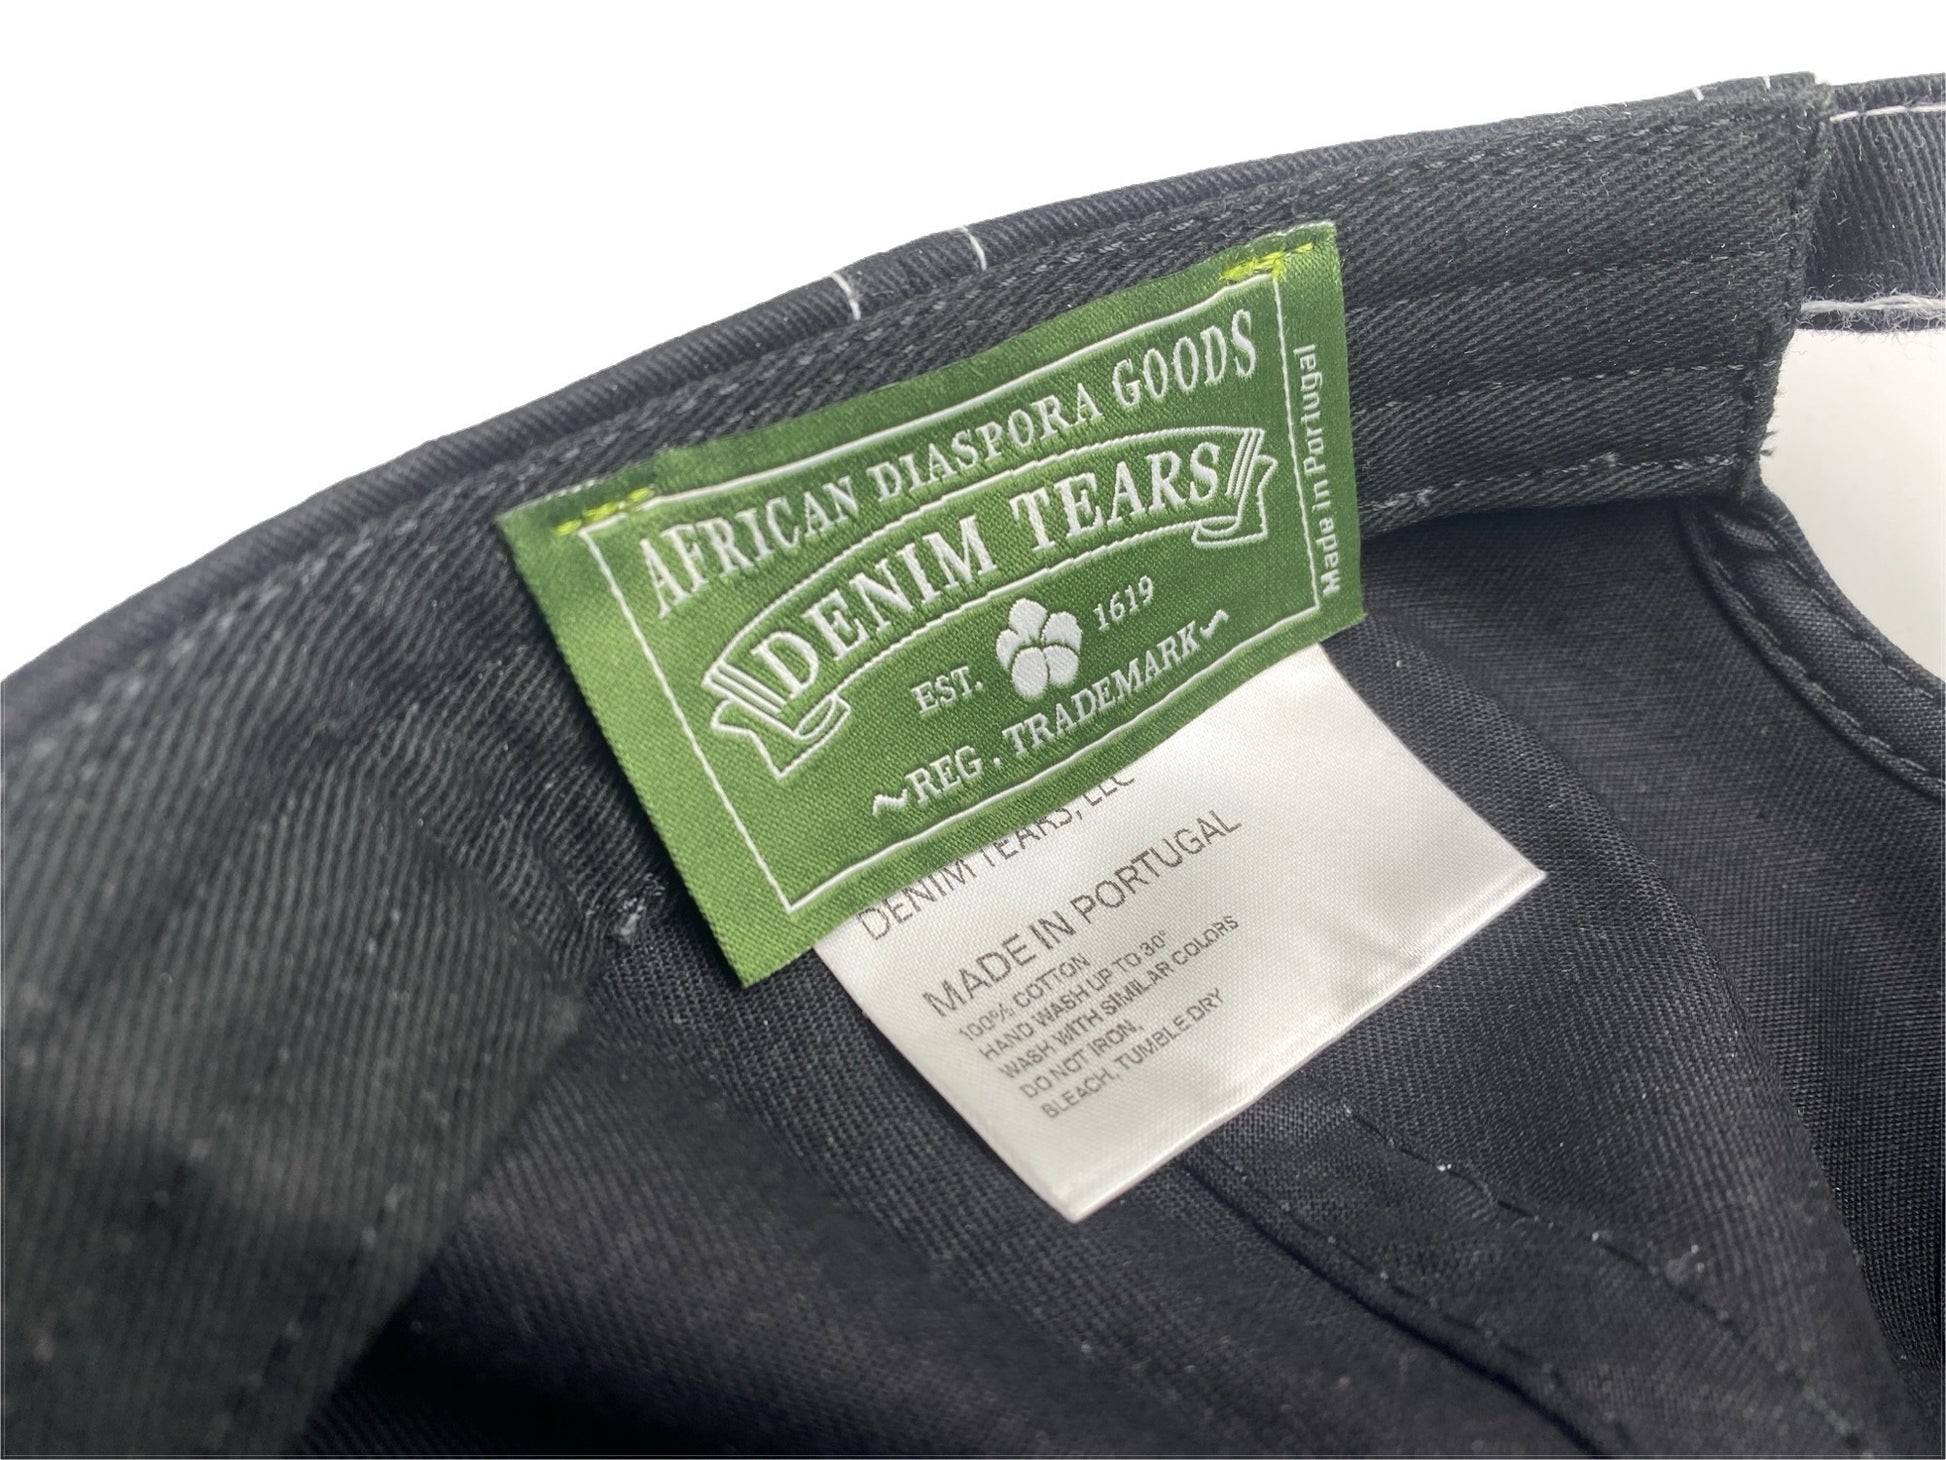 AFRICAN DIASPORA GOODS
DENIM TEARS
EST. 1619
~REG. TRADEMARK~
Made in Portugal
DENIM TEARS, LLC
MADE IN PORTUGAL
100% COTTON
HAND WASH UP TO 30°
WASH WITH SIMILAR COLORS
DO NOT IRON,
BLEACH, TUMBLE DRY